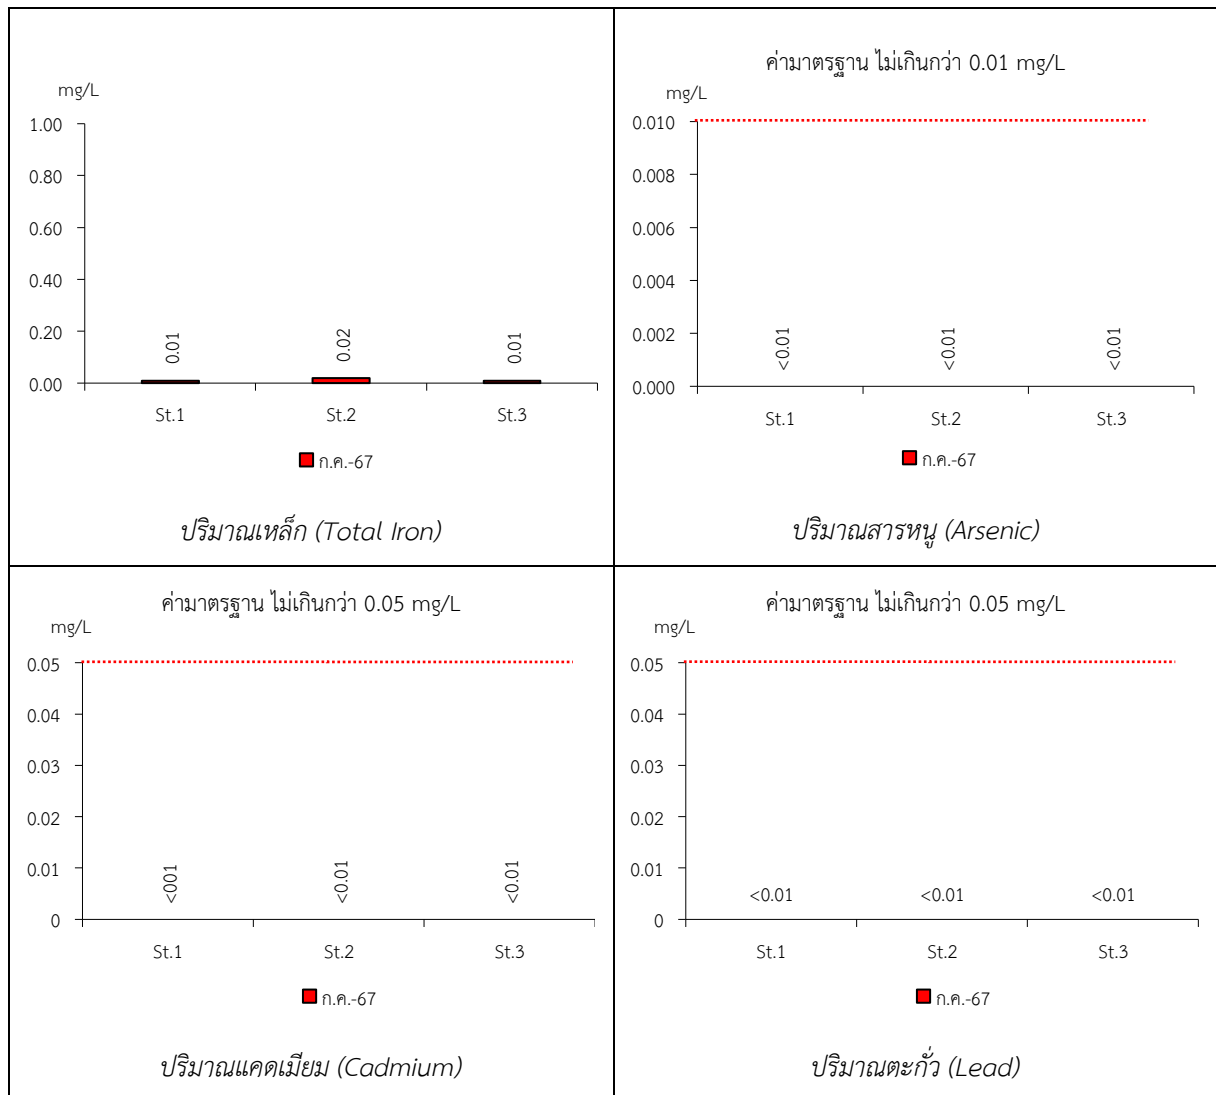 mg/L
1.00
0.80
0.60
0.40
0.20
0.00
0.01
0.02
0.01
St.1 St.2 St.3
ก.ค.-67
ปริมาณเหล็ก (Total Iron)
ค่ามาตรฐาน ไม่เกินกว่า 0.01 mg/L
mg/L
0.010
0.008
0.006
0.004
0.002
0.000
<0.01
<0.01
<0.01
St.1 St.2 St.3
ก.ค.-67
ปริมาณสารหนู (Arsenic)
ค่ามาตรฐาน ไม่เกินกว่า 0.05 mg/L
mg/L
0.05
0.04
0.03
0.02
0.01
0
<001
<0.01
<0.01
St.1 St.2 St.3
ก.ค.-67
ปริมาณแคดเมียม (Cadmium)
ค่ามาตรฐาน ไม่เกินกว่า 0.05 mg/L
mg/L
0.05
0.04
0.03
0.02
0.01
0
<0.01 <0.01 <0.01
St.1 St.2 St.3
ก.ค.-67
ปริมาณตะกั่ว (Lead)